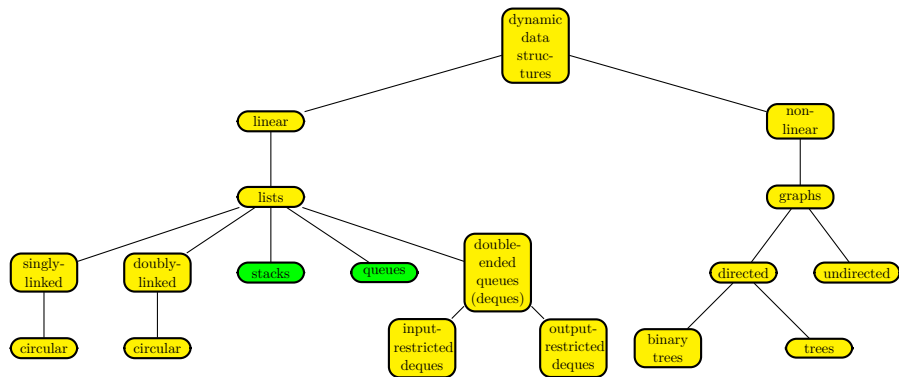 dynamic
data
struc-
tures
linear
non-
linear
lists
graphs
singly-
linked
doubly-
linked
stacks
queues
double-
ended
queues
(deques)
directed
undirected
circular
circular
input-
restricted
deques
output-
restricted
deques
binary
trees
trees